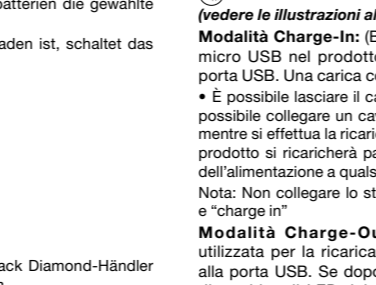 batterien die gewählte
aden ist, schaltet das
ack Diamond-Händler
(vedere le illustrazioni al
Modalità Charge-In: (E
micro USB nel prodotto
porta USB. Una carica co
• È possibile lasciare il ca
possibile collegare un cav
mentre si effettua la ricaric
prodotto si ricaricherà pa
dell'alimentazione a quals
Nota: Non collegare lo st
e “charge in”
Modalità Charge-Ou
utilizzata per la ricarica
alla porta USB. Se dopo